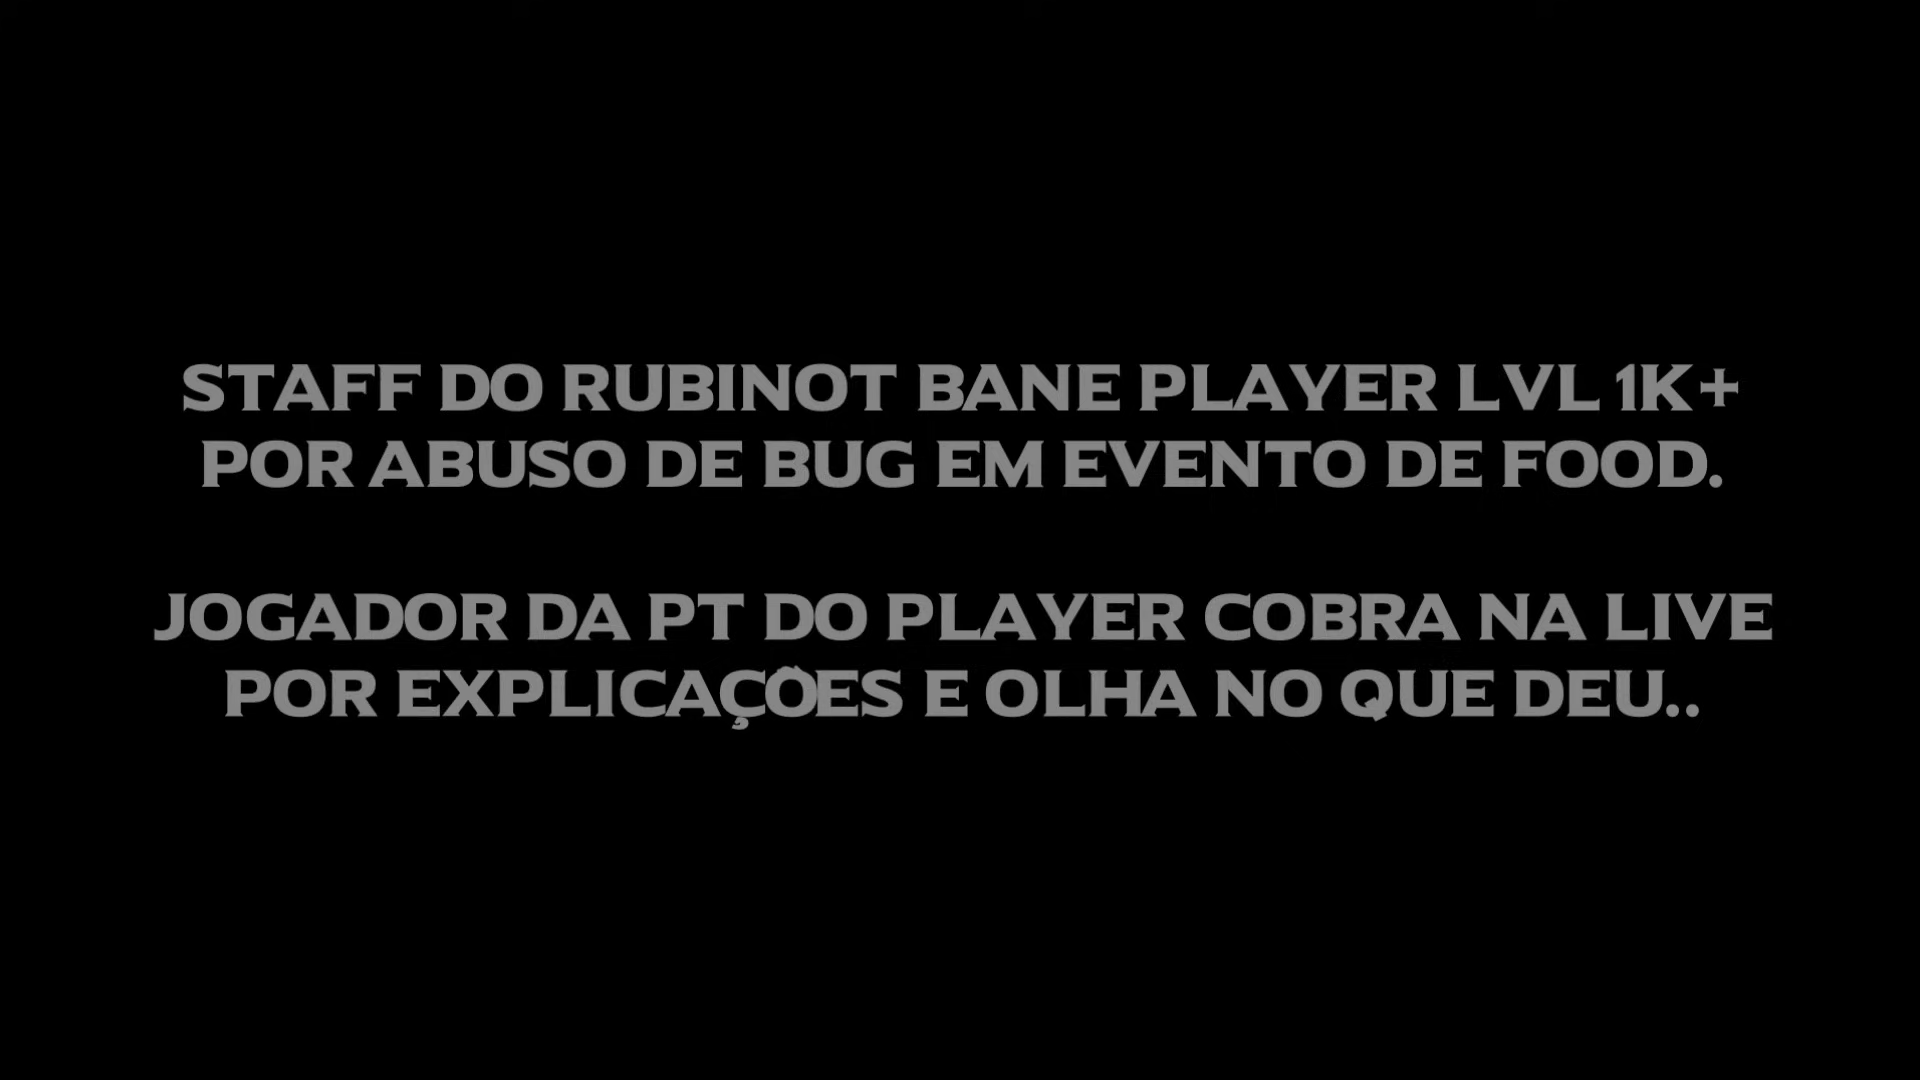 STAFF DO RUBINOT BANE PLAYER LVL 1K+
POR ABUSO DE BUG EM EVENTO DE FOOD.
JOGADOR DA PT DO PLAYER COBRA NA LIVE
POR EXPLICAÇÕES E OLHA NO QUE DEU..